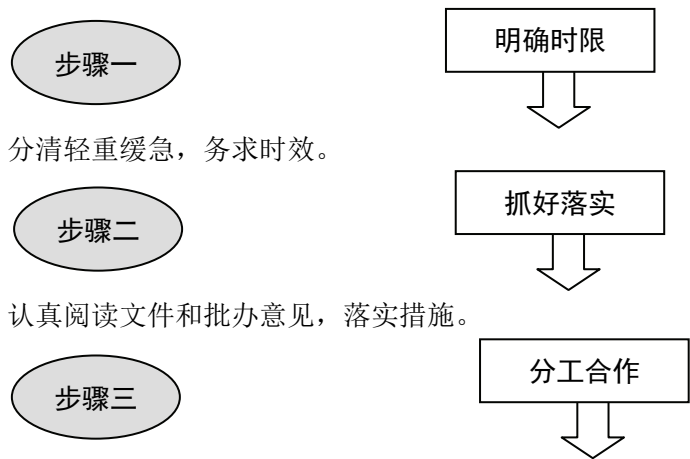 步骤一
明确时限
分清轻重缓急，务求时效。
步骤二
抓好落实
认真阅读文件和批办意见，落实措施。
步骤三
分工合作